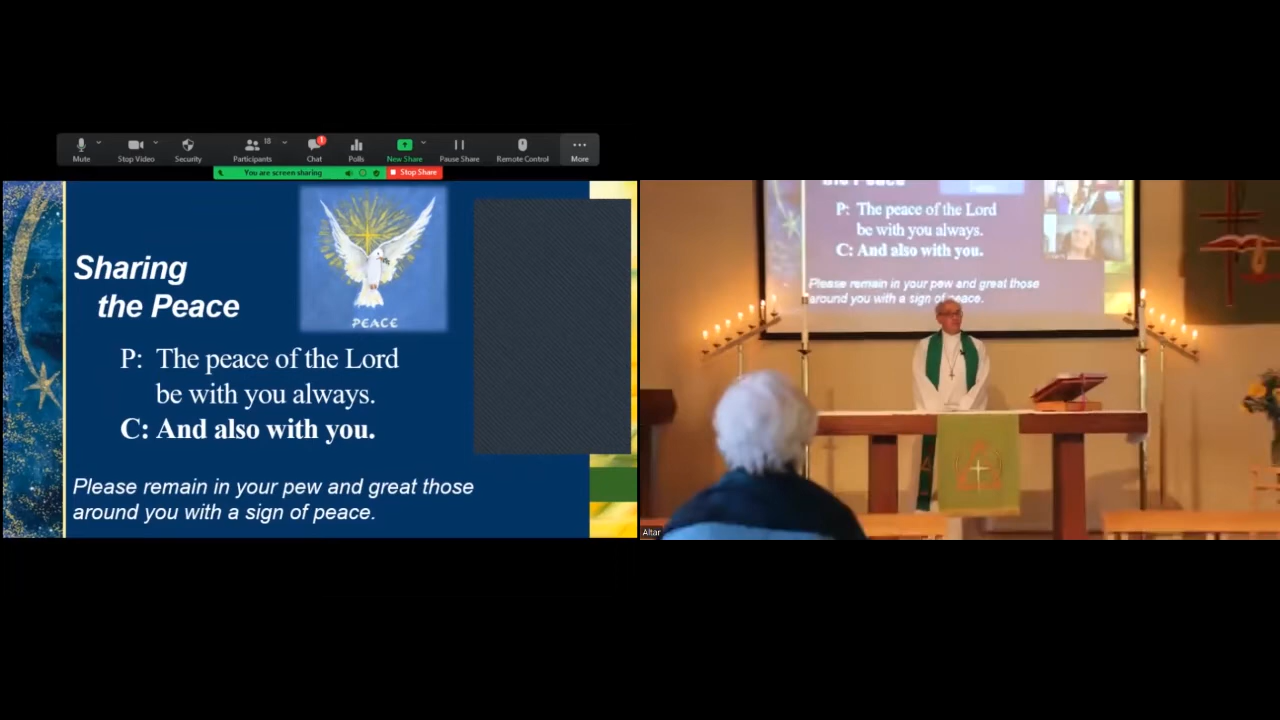 Mute
Stop Video
Security
18
Participants
1
Chat
Polls
New Share
Pause Share
Remote Control
More
You are screen sharing
Stop Share
Sharing
the Peace
PEACE
P: The peace of the Lord
be with you always.
C: And also with you.
Please remain in your pew and great those
around you with a sign of peace.
the Peace
P: The peace of the Lord
be with you always.
C: And also with you.
Please remain in your pew and great those
around you with a sign of peace.
Altar